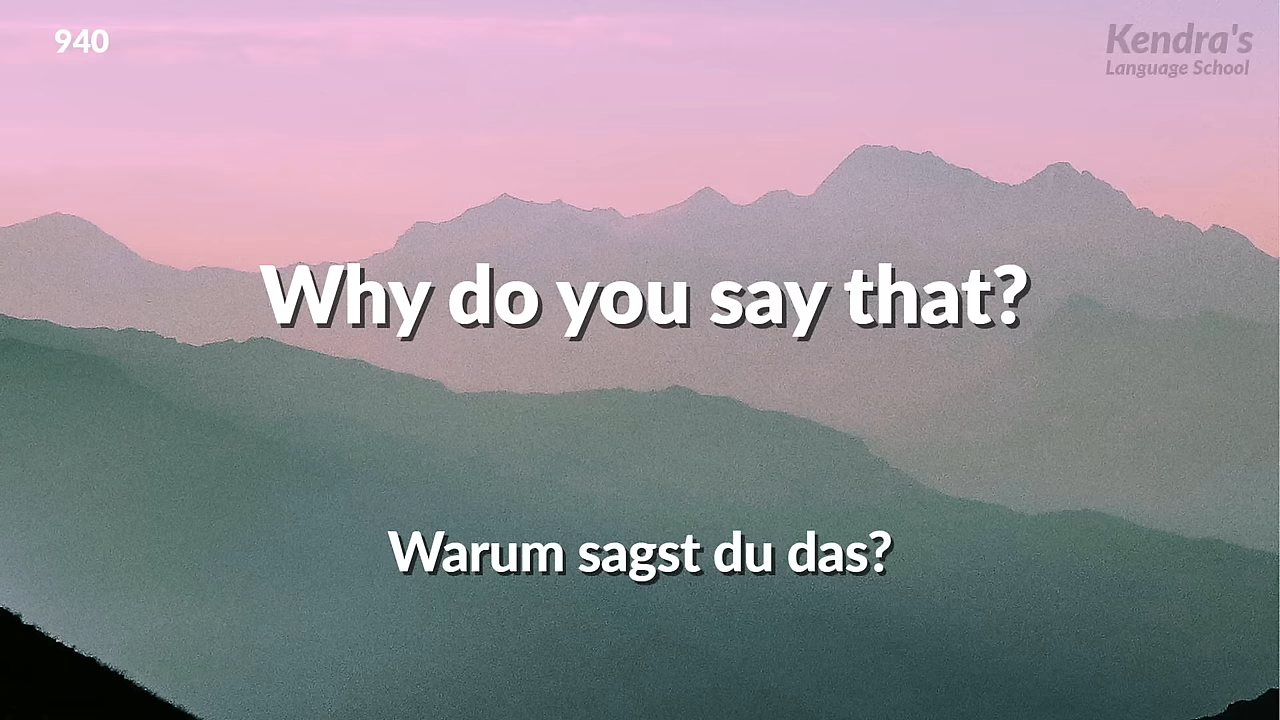 940
Kendra's
Language School
Why do you say that?
Warum sagst du das?